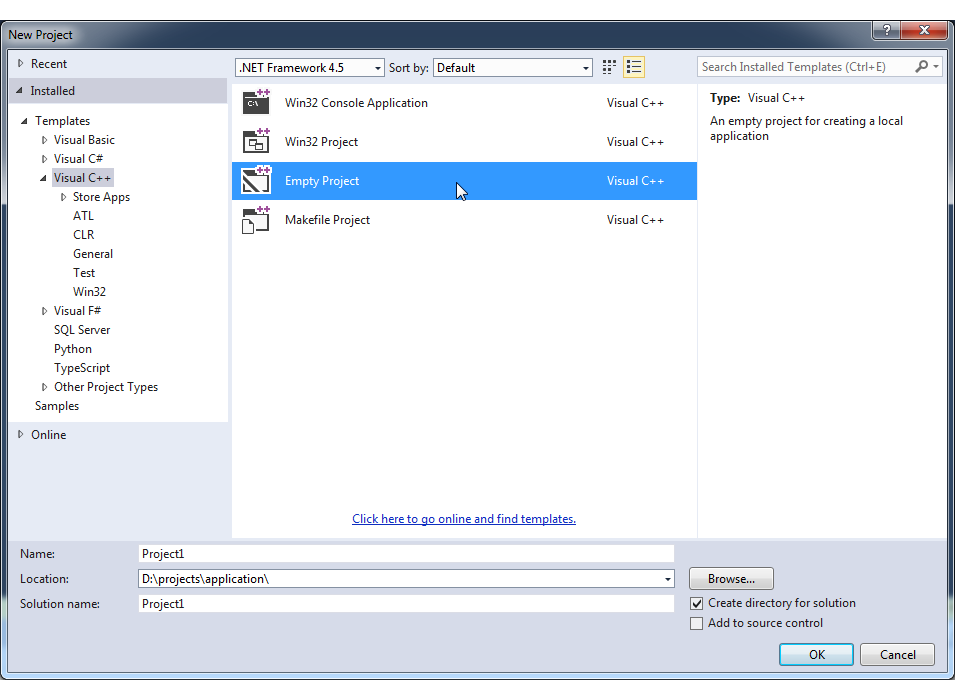 New Project
?
Recent
Installed
Templates
Visual Basic
Visual C#
Visual C++
Store Apps
ATL
CLR
General
Test
Win32
Visual F#
SQL Server
Python
TypeScript
Other Project Types
Samples
Online
.NET Framework 4.5 Sort by: Default
Win32 Console Application Visual C++
Win32 Project Visual C++
Empty Project Visual C++
Makefile Project Visual C++
Click here to go online and find templates.
Search Installed Templates (Ctrl+E)
Type: Visual C++
An empty project for creating a local
application
Name: Project1
Location: D:\projects\application\ Browse...
Solution name: Project1
Create directory for solution
Add to source control
OK Cancel